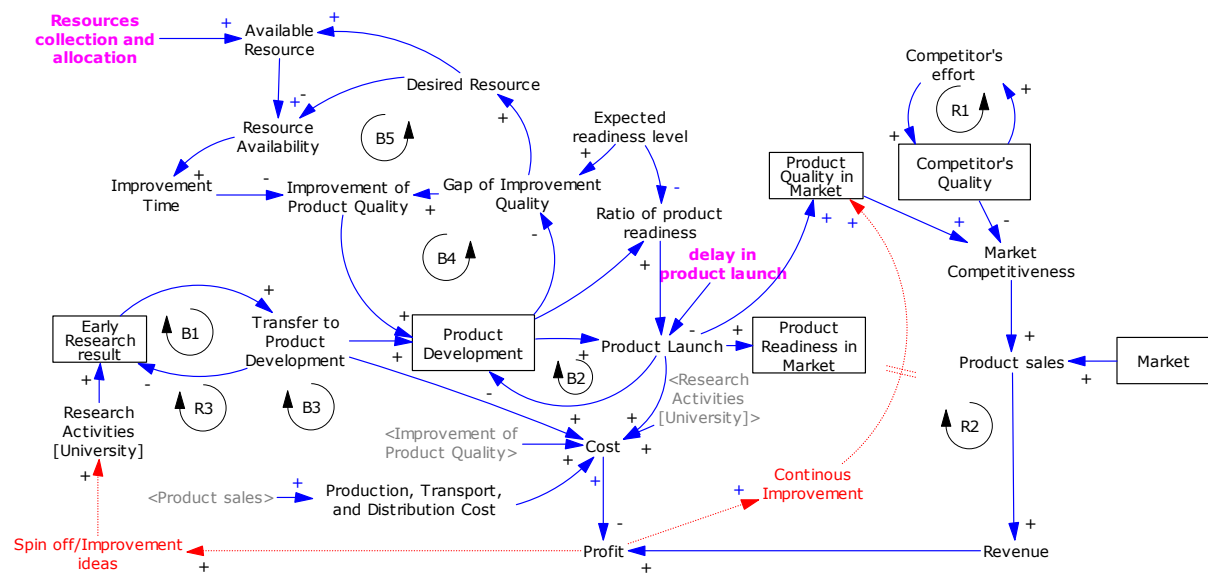 Resources
collection and
allocation
+
+
Available
Resource
Desired Resource
+
-
+
Resource
Availability
B5
Expected
readiness level
Competitor's
effort
R1
+
+
Improvement
Time
+
-
Improvement of
Product Quality
+
Gap of Improvement
Quality
+
-
-
Product
Quality in
Market
Competitor's
Quality
B4
Ratio of product
readiness
+
+
+
+
-
Market
Competitiveness
delay in
product launch
+
Early
Research
result
B1
+
Transfer to
Product
Development
+
+
Product
Development
+
Product Launch
-
+
Product
Readiness in
Market
+
Product sales
+
Market
-
B2
-
+
R3
B3
Research
Activities
[University]
+
<Research
Activities
[University]>
R2
<Improvement of
Product Quality>
+
+
+
Cost
+
+
+
<Product sales>
+
Production, Transport,
and Distribution Cost
+
Continous
Improvement
-
+
Spin off/Improvement
ideas
+
Profit
+
Revenue